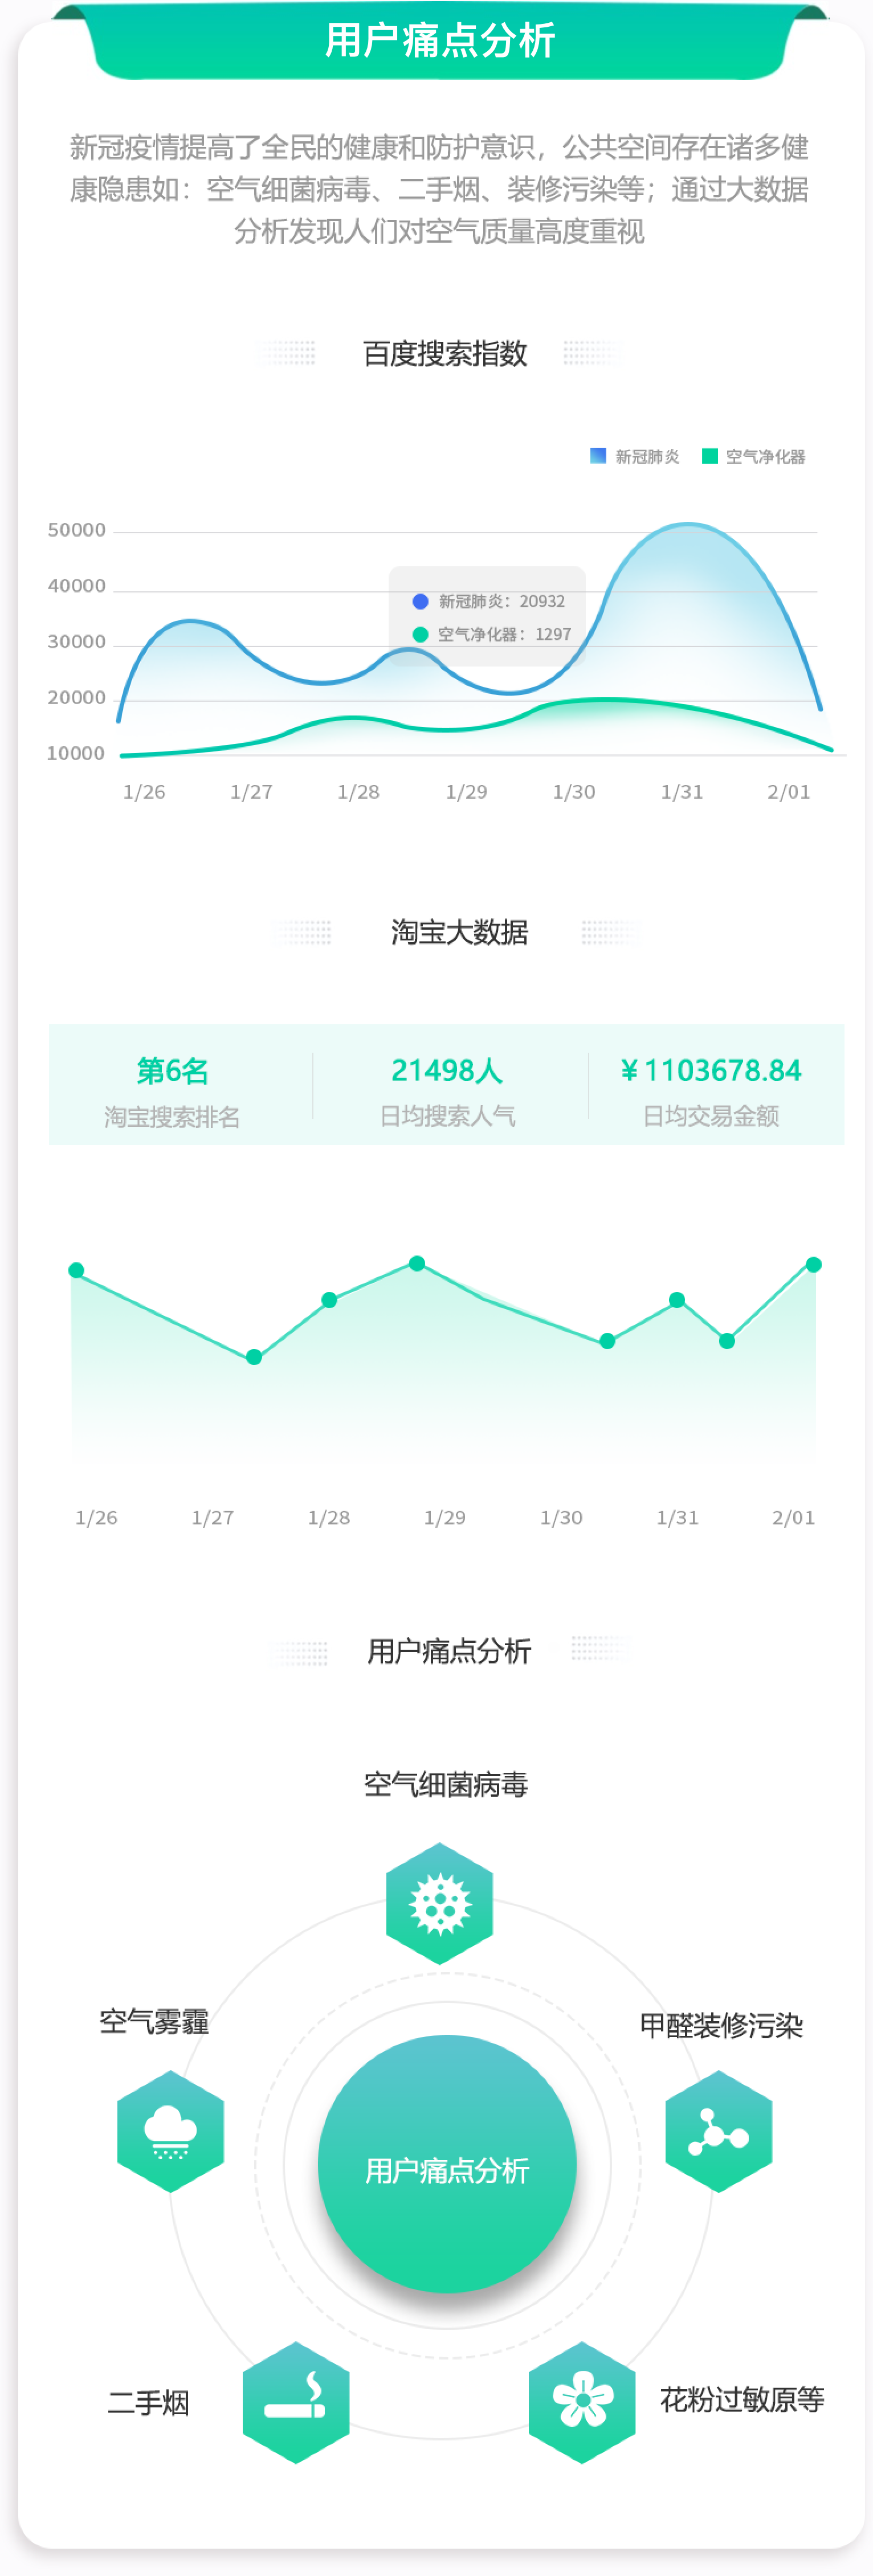 用户痛点分析
新冠疫情提高了全民的健康和防护意识，公共空间存在诸多健
康隐患如：空气细菌病毒、二手烟、装修污染等；通过大数据
分析发现人们对空气质量高度重视
百度搜索指数
新冠肺炎 空气净化器
50000
40000
新冠肺炎：20932
空气净化器：1297
30000
20000
10000
1/26 1/27 1/28 1/29 1/30 1/31 2/01
淘宝大数据
第6名 21498人 ¥1103678.84
淘宝搜索排名 日均搜索人气 日均交易金额
1/26 1/27 1/28 1/29 1/30 1/31 2/01
用户痛点分析
空气细菌病毒
空气雾霾 甲醛装修污染
用户痛点分析
二手烟 花粉过敏原等